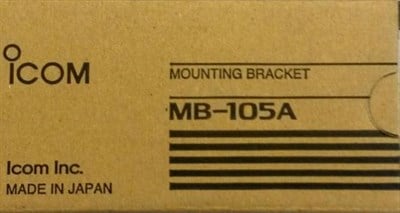 ICOM
MOUNTING BRACKET
MB-105A
Icom Inc.
MADE IN JAPAN